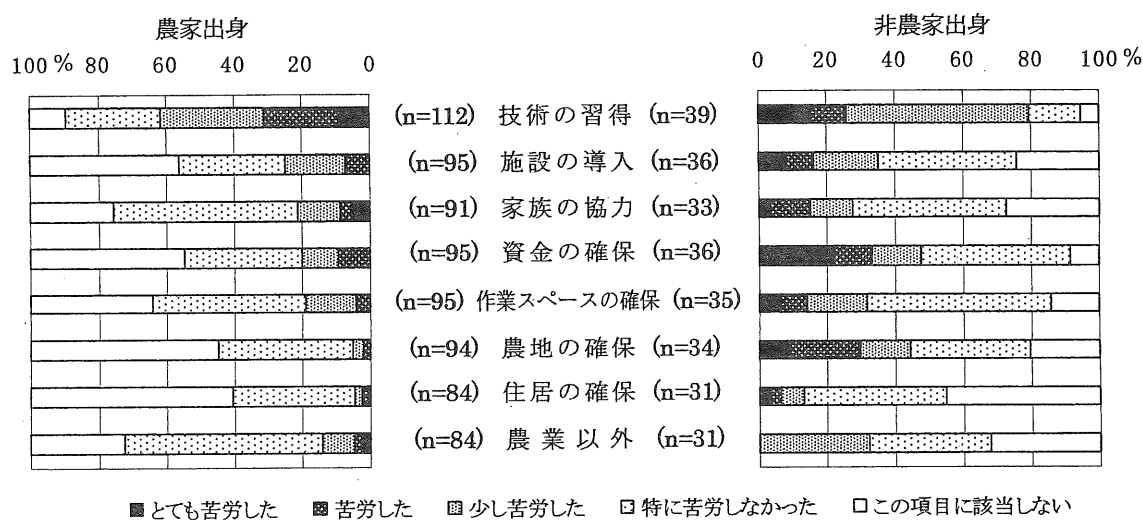 農家出身 非農家出身
100 % 80 60 40 20 0 0 20 40 60 80 100 %
(n=112) 技術の習得 (n=39)
(n=95) 施設の導入 (n=36)
(n=91) 家族の協力 (n=33)
(n=95) 資金の確保 (n=36)
(n=95) 作業スペースの確保 (n=35)
(n=94) 農地の確保 (n=34)
(n=84) 住居の確保 (n=31)
(n=84) 農業以外 (n=31)
とても苦労した 苦労した 少し苦労した 特に苦労しなかった この項目に該当しない